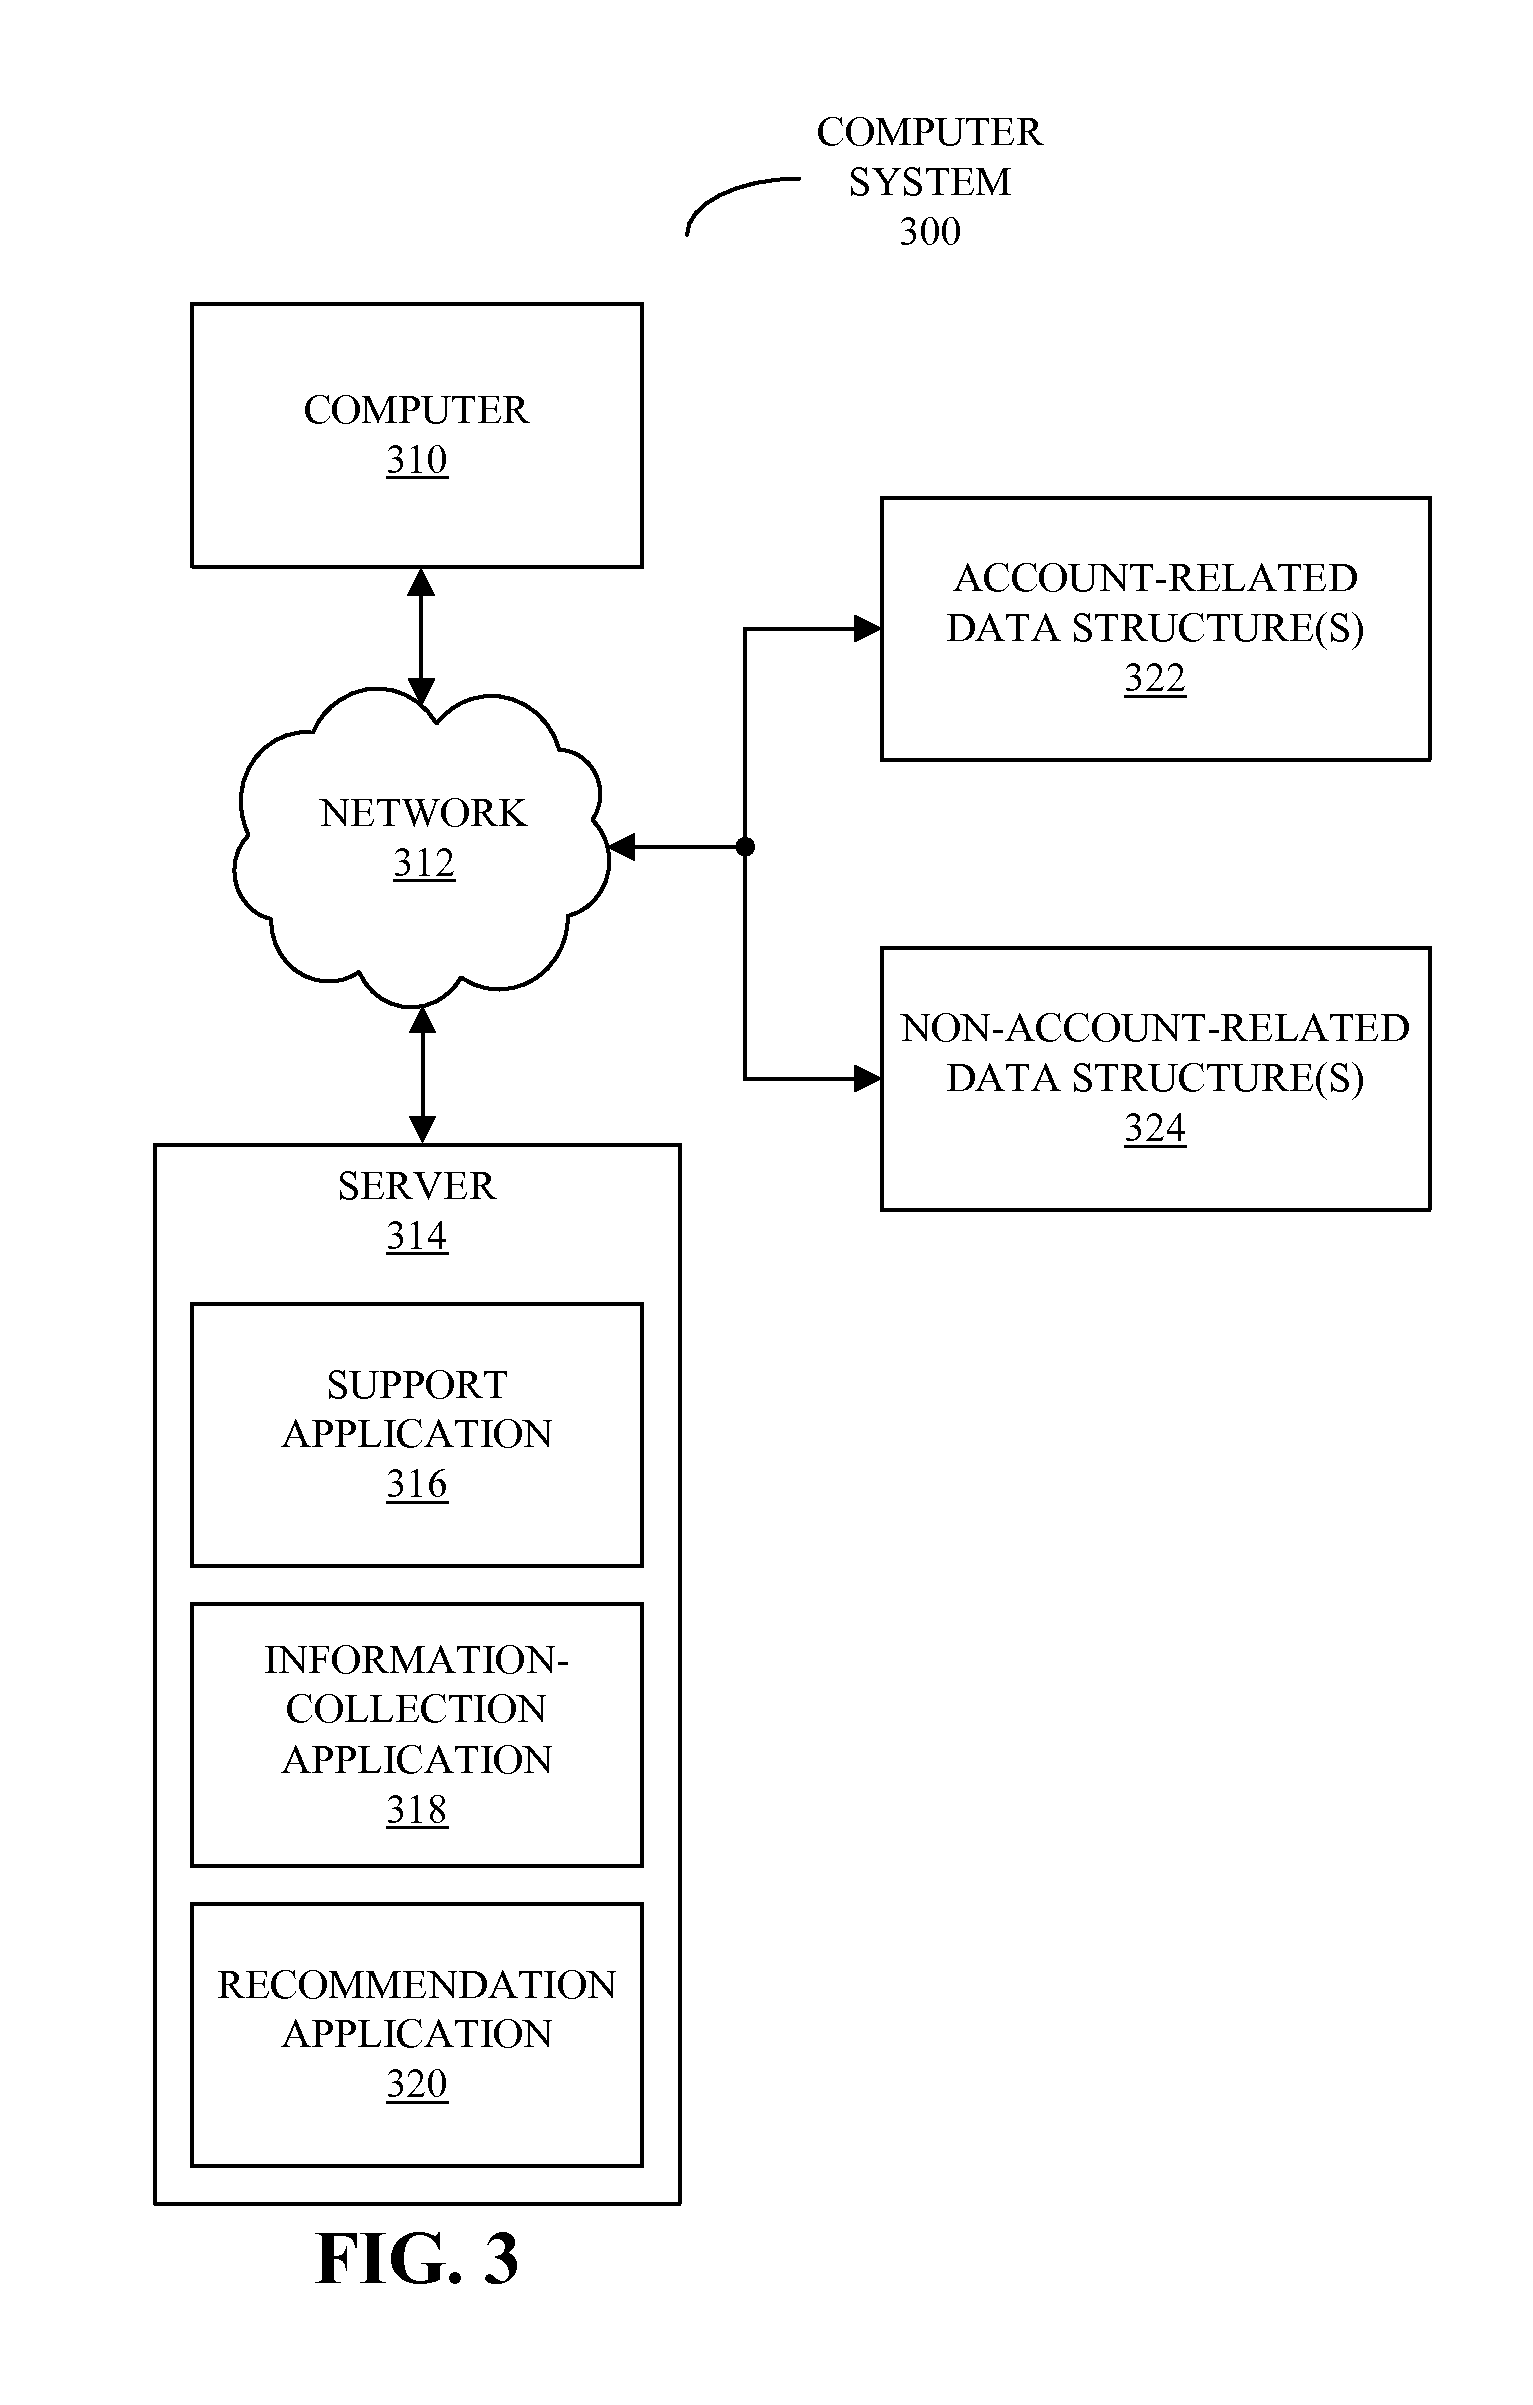 COMPUTER
SYSTEM
300
COMPUTER
310
ACCOUNT-RELATED
DATA STRUCTURE(S)
322
NETWORK
312
NON-ACCOUNT-RELATED
DATA STRUCTURE(S)
324
SERVER
314
SUPPORT
APPLICATION
316
INFORMATION-
COLLECTION
APPLICATION
318
RECOMMENDATION
APPLICATION
320
FIG. 3